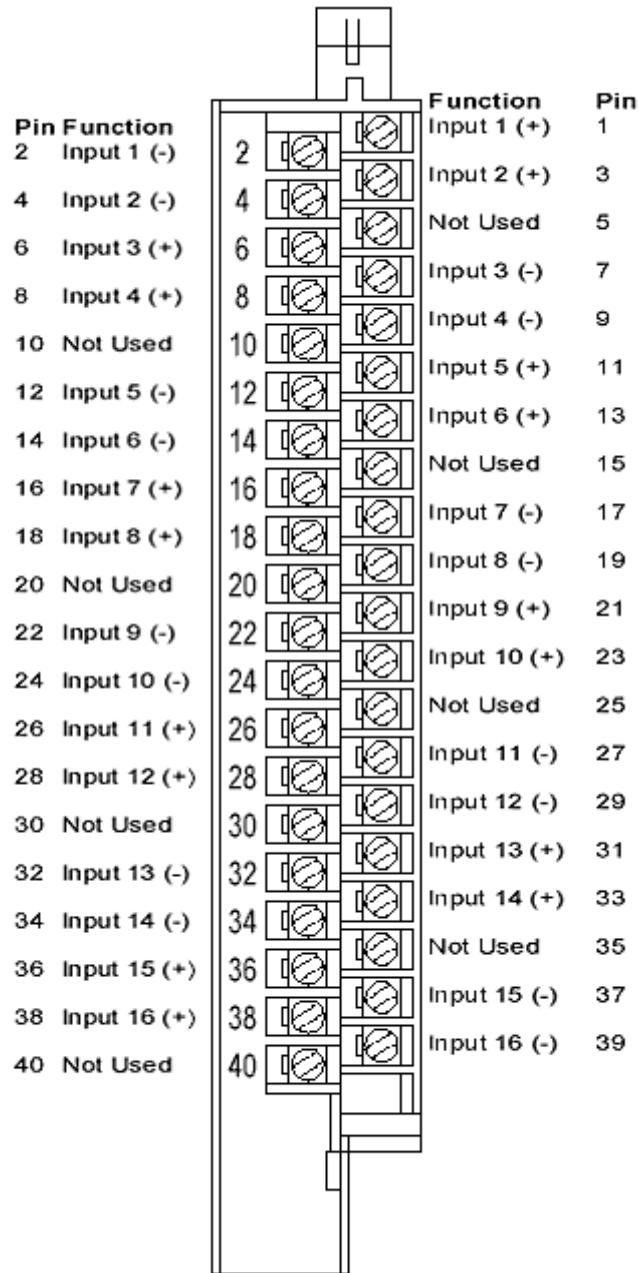 Function Pin
Pin Function
Input 1 (+) 1
2 Input 1 (-) 2
Input 2 (+) 3
4 Input 2 (-) 4
Not Used 5
6 Input 3 (+) 6
Input 3 (-) 7
8 Input 4 (+) 8
Input 4 (-) 9
10 Not Used 10
Input 5 (+) 11
12 Input 5 (-) 12
Input 6 (+) 13
14 Input 6 (-) 14
Not Used 15
16 Input 7 (+) 16
Input 7 (-) 17
18 Input 8 (+) 18
Input 8 (-) 19
20 Not Used 20
Input 9 (+) 21
22 Input 9 (-) 22
Input 10 (+) 23
24 Input 10 (-) 24
Not Used 25
26 Input 11 (+) 26
Input 11 (-) 27
28 Input 12 (+) 28
Input 12 (-) 29
30 Not Used 30
Input 13 (+) 31
32 Input 13 (-) 32
Input 14 (+) 33
34 Input 14 (-) 34
Not Used 35
36 Input 15 (+) 36
Input 15 (-) 37
38 Input 16 (+) 38
Input 16 (-) 39
40 Not Used 40